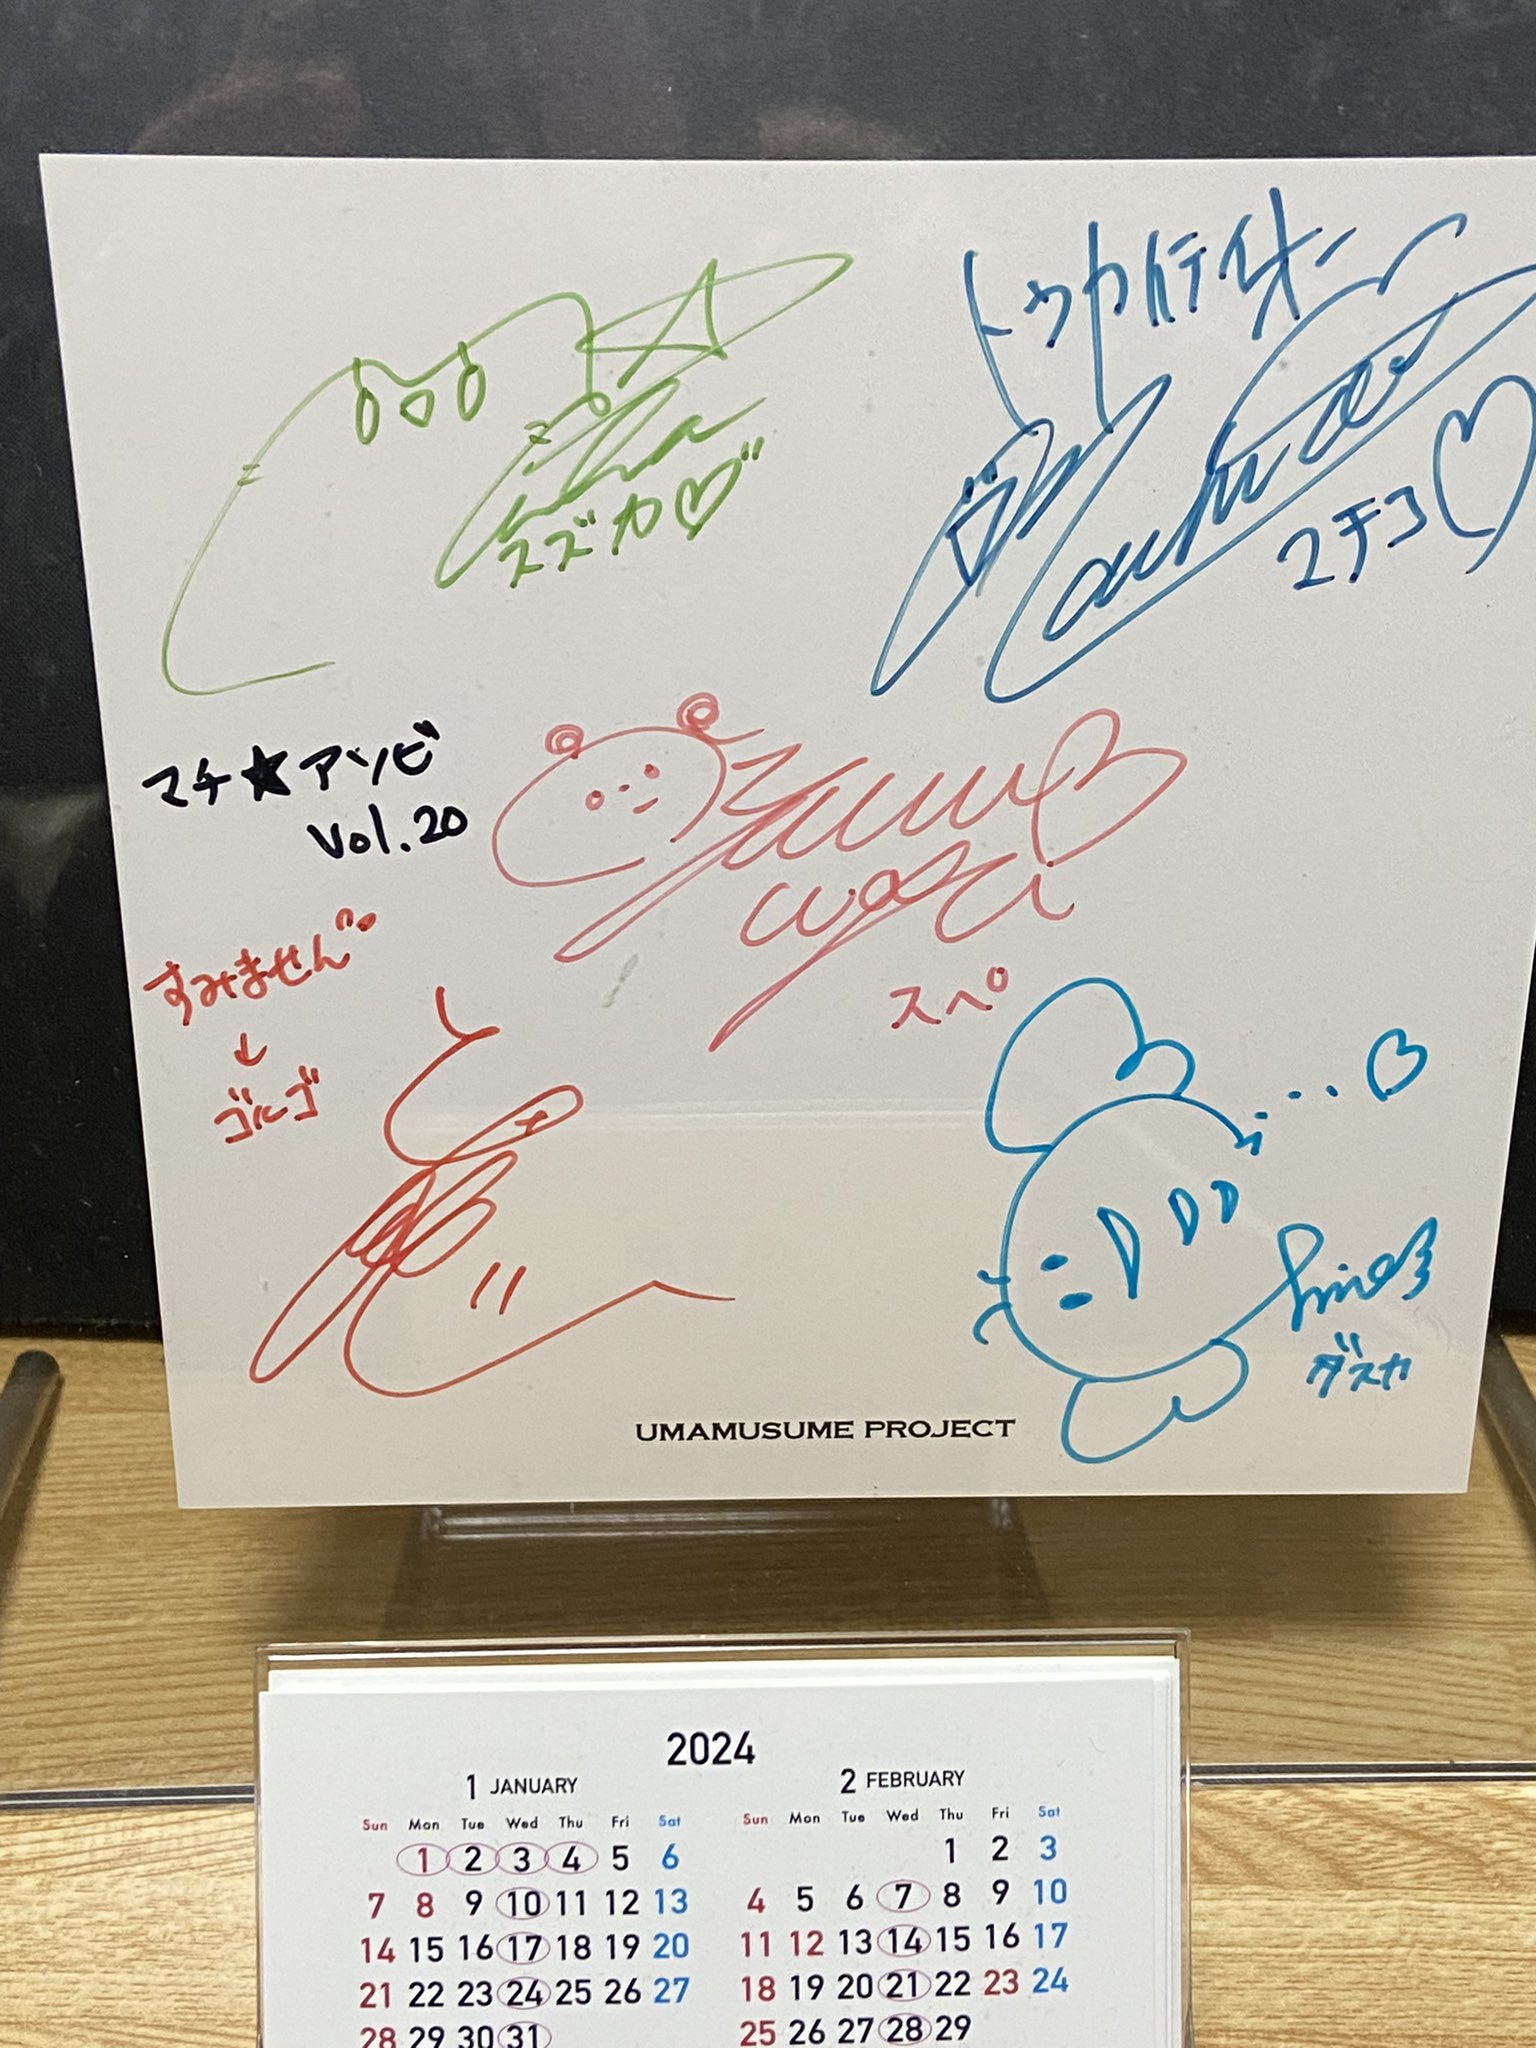 トウカイテイオー
スズカ♡
マチコ♡
マチ★アソビ
Vol.20
すみません
↓
ゴルゴ
スペ
ダスカ
UMAMUSUME PROJECT
2024
1 JANUARY
Sun Mon Tue Wed Thu Fri Sat
1 2 3 4 5 6
7 8 9 10 11 12 13
14 15 16 17 18 19 20
21 22 23 24 25 26 27
28 29 30 31
2 FEBRUARY
Sun Mon Tue Wed Thu Fri Sat
1 2 3
4 5 6 7 8 9 10
11 12 13 14 15 16 17
18 19 20 21 22 23 24
25 26 27 28 29